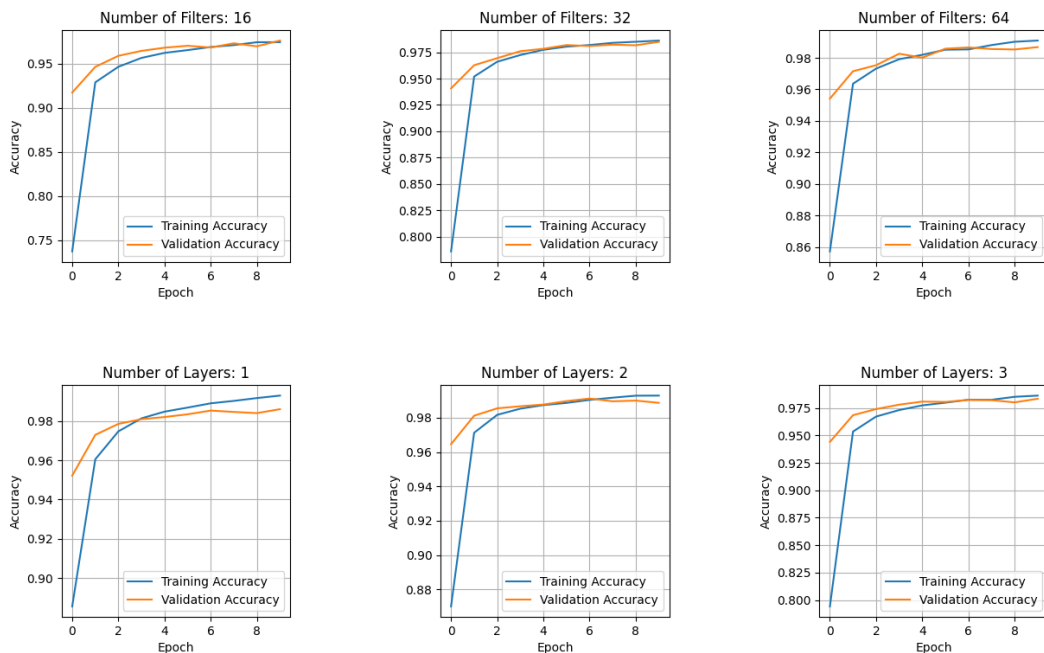 Number of Filters: 16
0.95
0.90
0.85
0.80
0.75
Accuracy
Training Accuracy
Validation Accuracy
0 2 4 6 8
Epoch
Number of Filters: 32
0.975
0.950
0.925
0.900
0.875
0.850
0.825
0.800
Accuracy
Training Accuracy
Validation Accuracy
0 2 4 6 8
Epoch
Number of Filters: 64
0.98
0.96
0.94
0.92
0.90
0.88
0.86
Accuracy
Training Accuracy
Validation Accuracy
0 2 4 6 8
Epoch
Number of Layers: 1
0.98
0.96
0.94
0.92
0.90
Accuracy
Training Accuracy
Validation Accuracy
0 2 4 6 8
Epoch
Number of Layers: 2
0.98
0.96
0.94
0.92
0.90
0.88
Accuracy
Training Accuracy
Validation Accuracy
0 2 4 6 8
Epoch
Number of Layers: 3
0.975
0.950
0.925
0.900
0.875
0.850
0.825
0.800
Accuracy
Training Accuracy
Validation Accuracy
0 2 4 6 8
Epoch